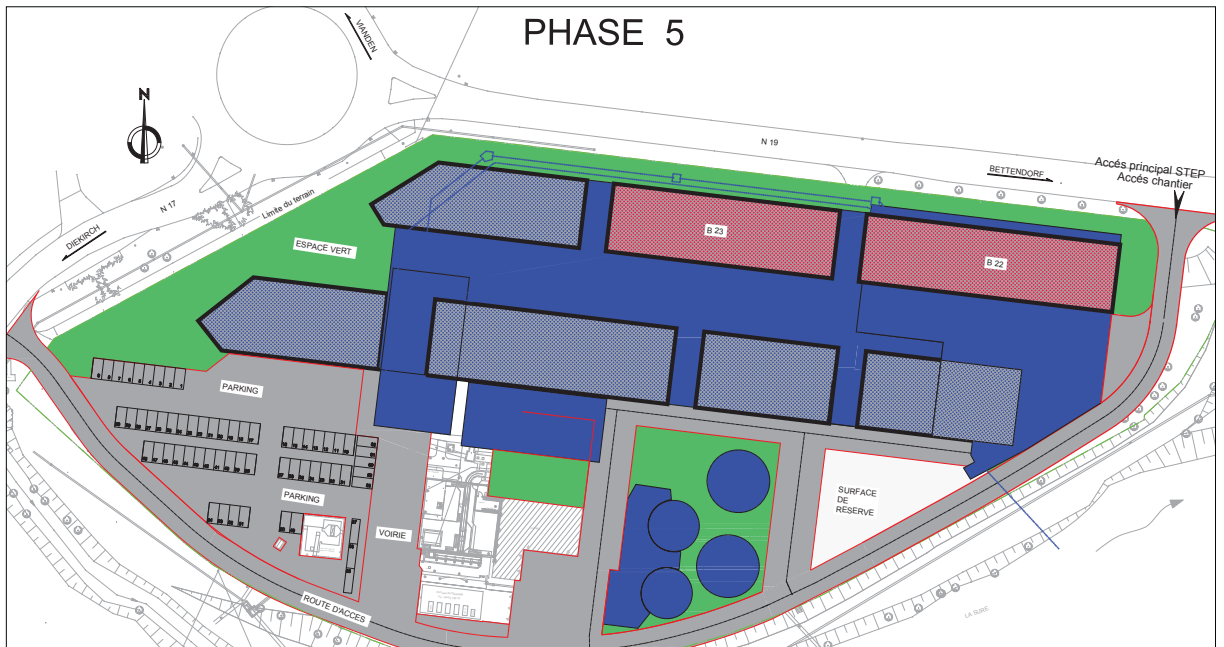 PHASE 5
VIANDEN
N
N 19
Accés principal STEP
Accés chantier
BETTENDORF
N 17
Limite du terrain
DIEKIRCH
B 23
ESPACE VERT
B 22
PARKING
PARKING
SURFACE
DE
RESERVE
VOIRIE
ROUTE D'ACCES
LA SURE